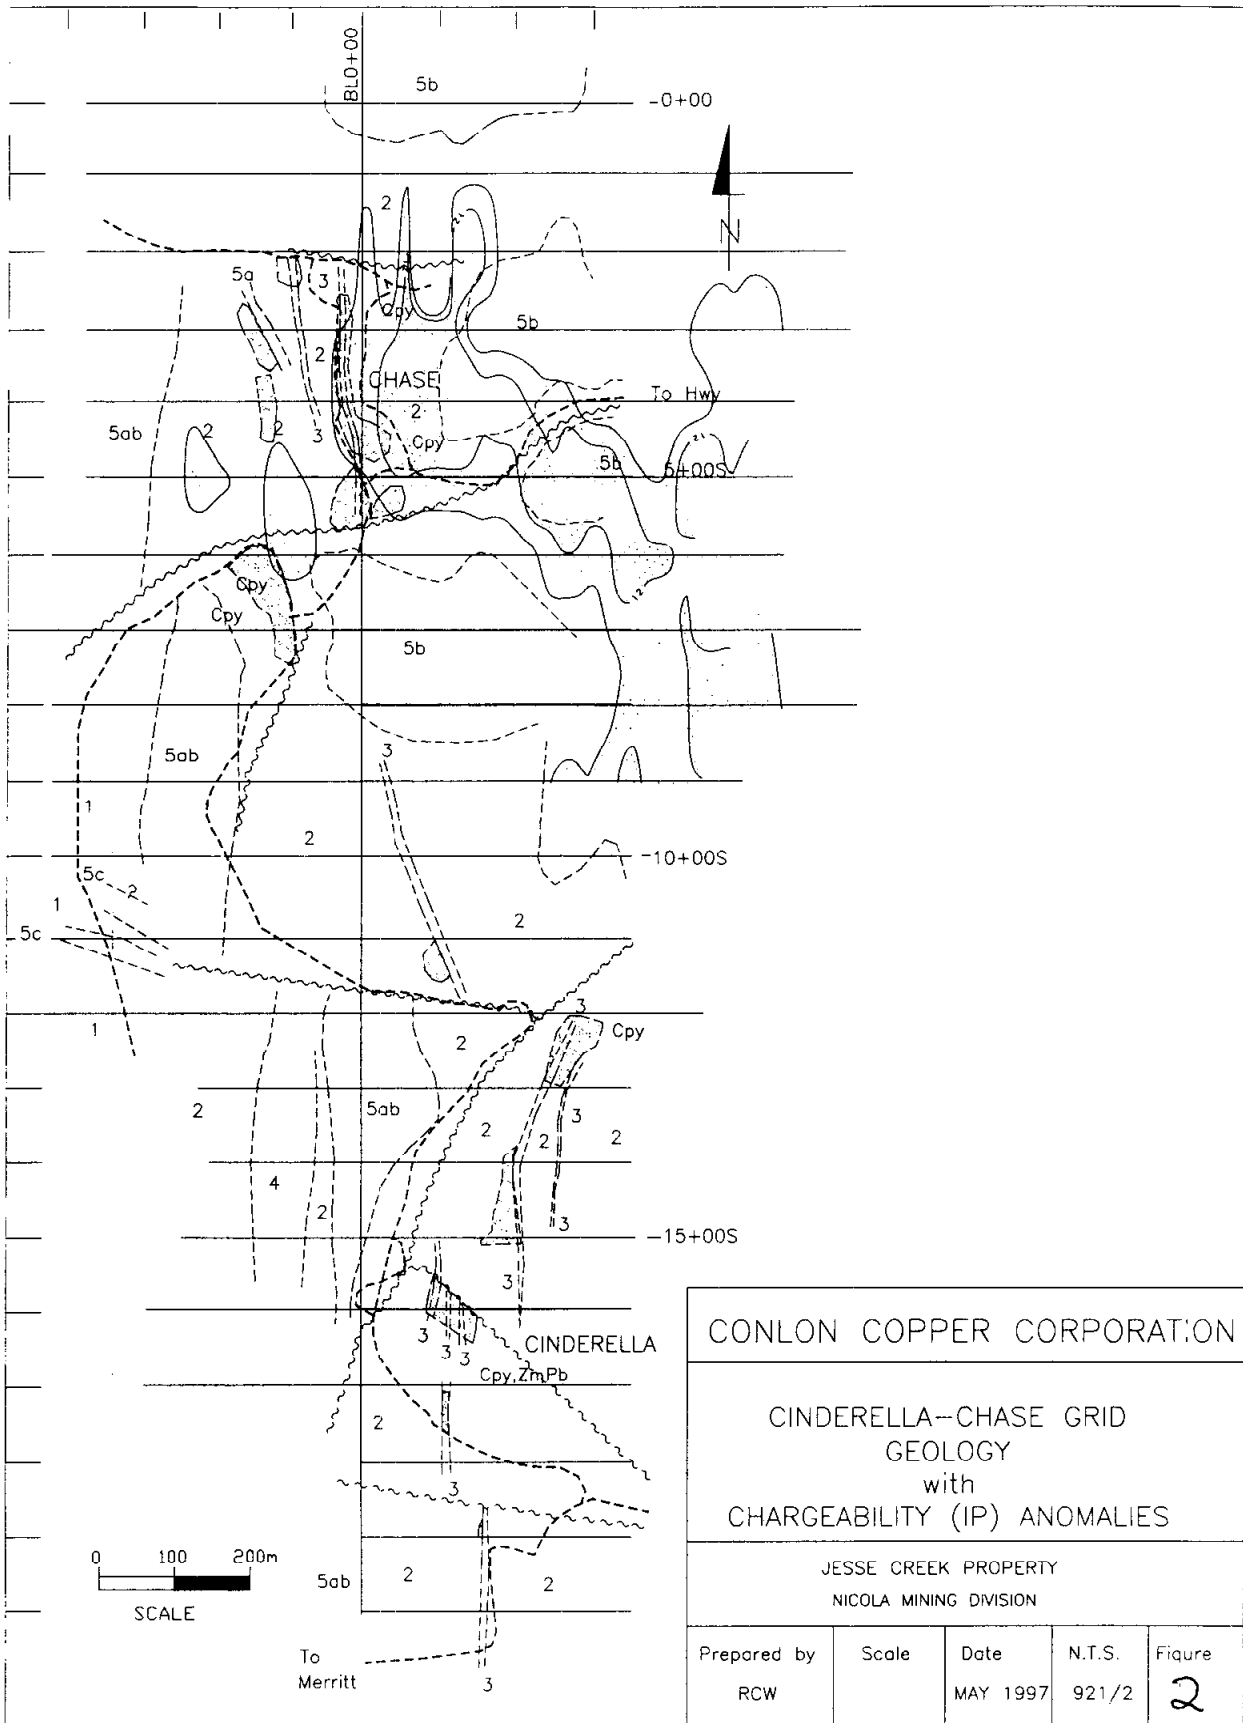 BL0+00
5b
-0+00
2
21
N
5a
3
Cpy
5b
2
CHASE
To Hwy
2
5ab
2
2
3
Cpy
21
5b
5+00S
Cpy
12
Cpy
5b
5ab
3
1
2
-10+00S
5c
2
1
2
5c
3
1
2
Cpy
2
5ab
3
2
2
2
4
2
3
-15+00S
3
3
CINDERELLA
3
3
Cpy,ZmPb
2
3
5ab
2
2
0 100 200m
SCALE
To
Merritt
3
CONLON COPPER CORPORATION
CINDERELLA-CHASE GRID
GEOLOGY
with
CHARGEABILITY (IP) ANOMALIES
JESSE CREEK PROPERTY
NICOLA MINING DIVISION
Prepared by
RCW
Scale
Date
MAY 1997
N.T.S.
921/2
Figure
2